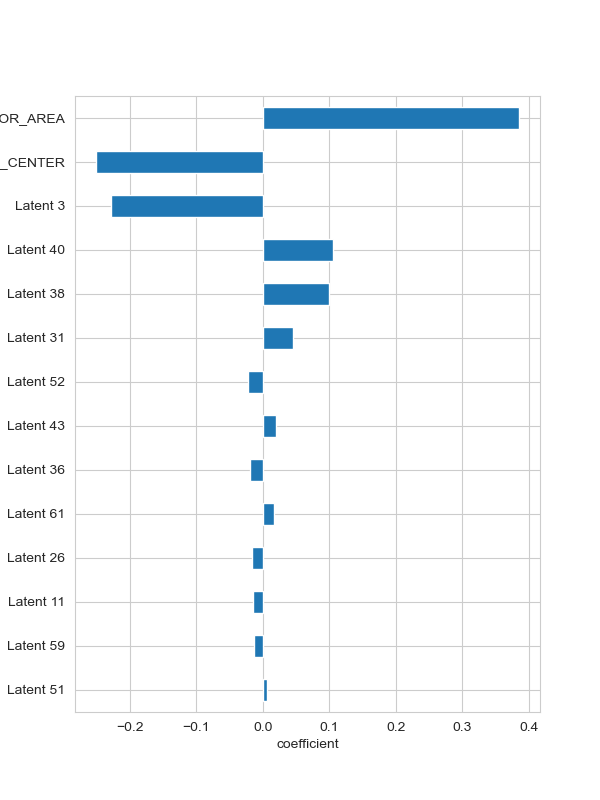 OR_AREA
_CENTER
Latent 3
Latent 40
Latent 38
Latent 31
Latent 52
Latent 43
Latent 36
Latent 61
Latent 26
Latent 11
Latent 59
Latent 51
−0.2 −0.1 0.0 0.1 0.2 0.3 0.4
coefficient